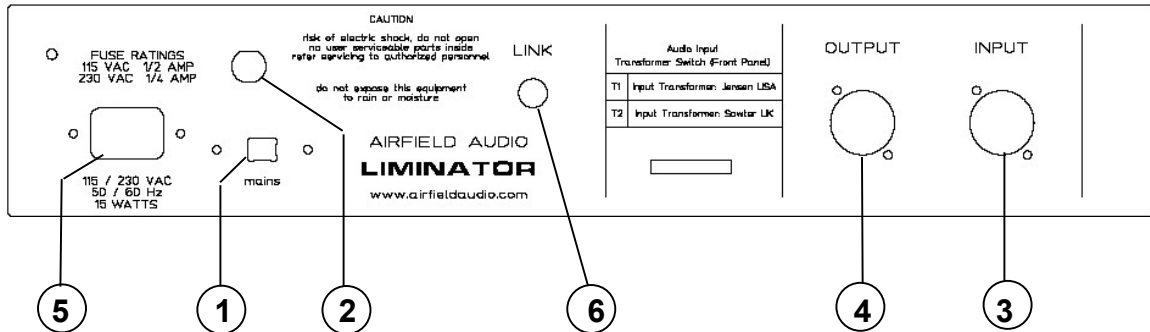 CAUTION
risk of electric shock, do not open
no user serviceable parts inside
refer servicing to authorized personnel
do not expose this equipment
to rain or moisture
FUSE RATINGS
115 VAC 1/2 AMP
230 VAC 1/4 AMP
115 / 230 VAC
50 / 60 Hz
15 WATTS
mains
AIRFIELD AUDIO
LIMINATOR
www.airfieldaudio.com
LINK
Audio Input
Transformer Switch (Front Panel)
T1 Input Transformer: Jensen USA
T2 Input Transformer: Sowter UK
OUTPUT
INPUT
5
1
2
6
4
3